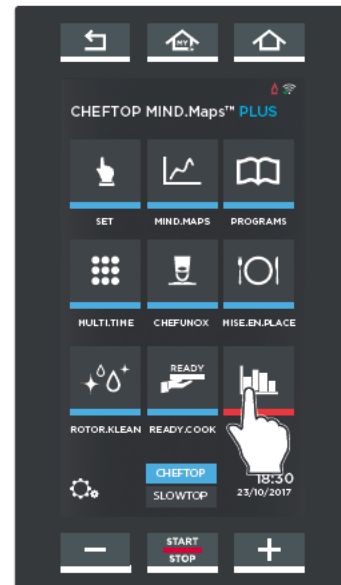 MY
CHEFTOP MIND.Maps™ PLUS
SET MIND.MAPS PROGRAMS
MULTI.TIME CHEFUNOX MISE.EN.PLACE
READY
ROTOR.KLEAN READY.COOK
CHEFTOP 18:30
SLOWTOP 23/10/2017
START
STOP